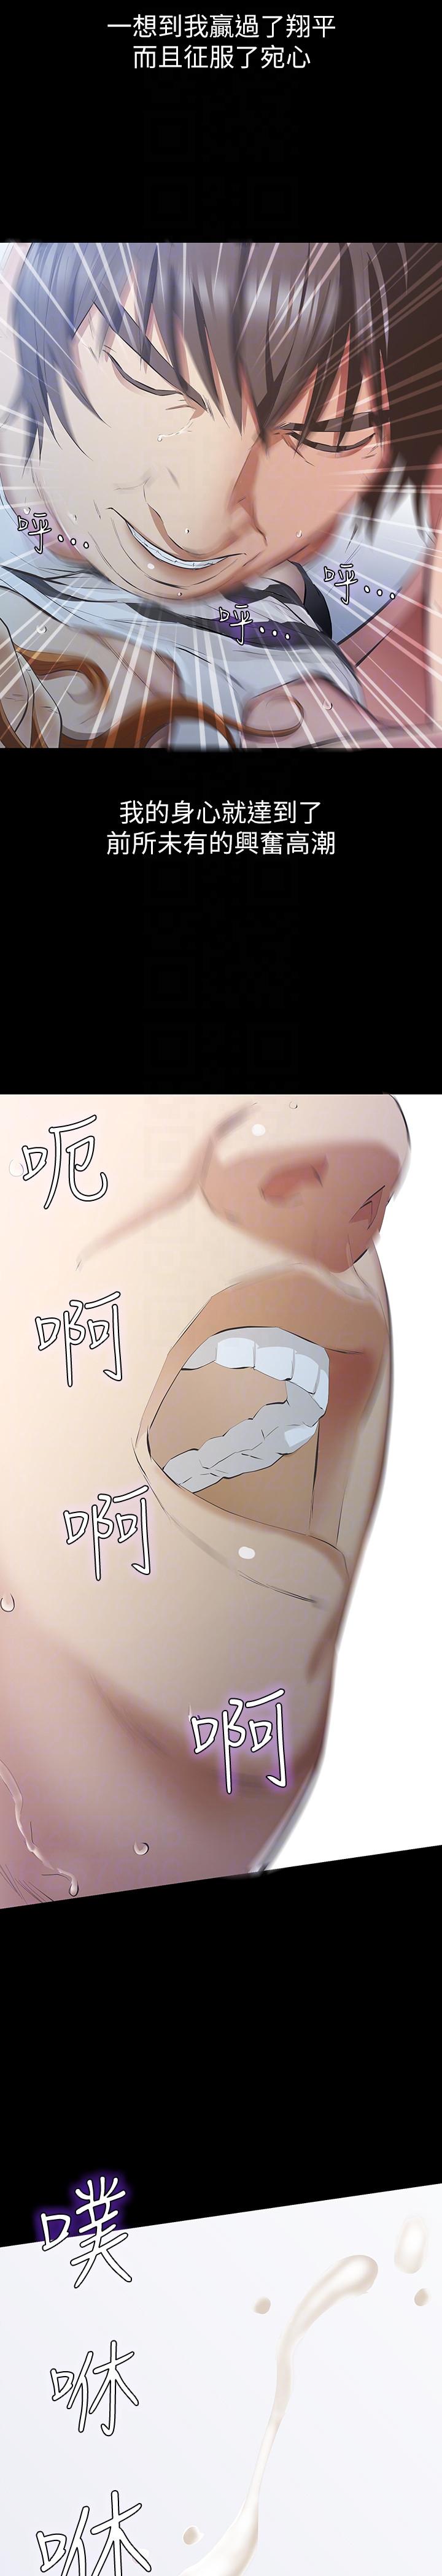 一想到我贏過了翔平
而且征服了宛心
呼…
呼…
呼…
我的身心就達到了
前所未有的興奮高潮
呃
啊
啊
啊
噗
咻
咻